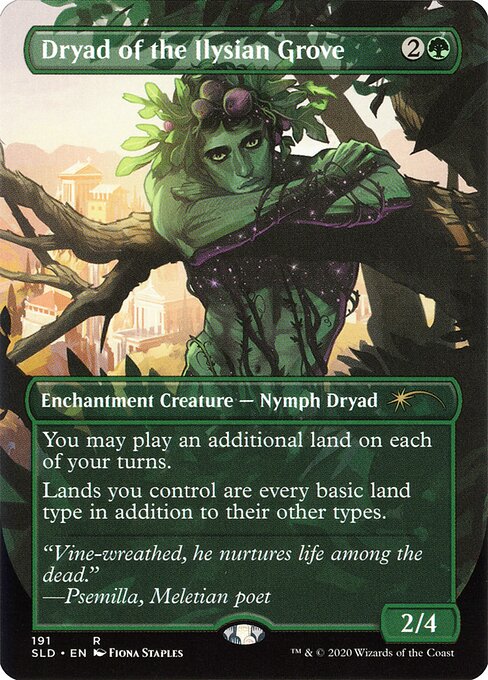 Dryad of the Ilysian Grove 2
Enchantment Creature — Nymph Dryad
You may play an additional land on each
of your turns.
Lands you control are every basic land
type in addition to their other types.
“Vine-wreathed, he nurtures life among the
dead.”
—Psemilla, Meletian poet
2/4
191 R
SLD • EN Fiona Staples
™ & © 2020 Wizards of the Coast